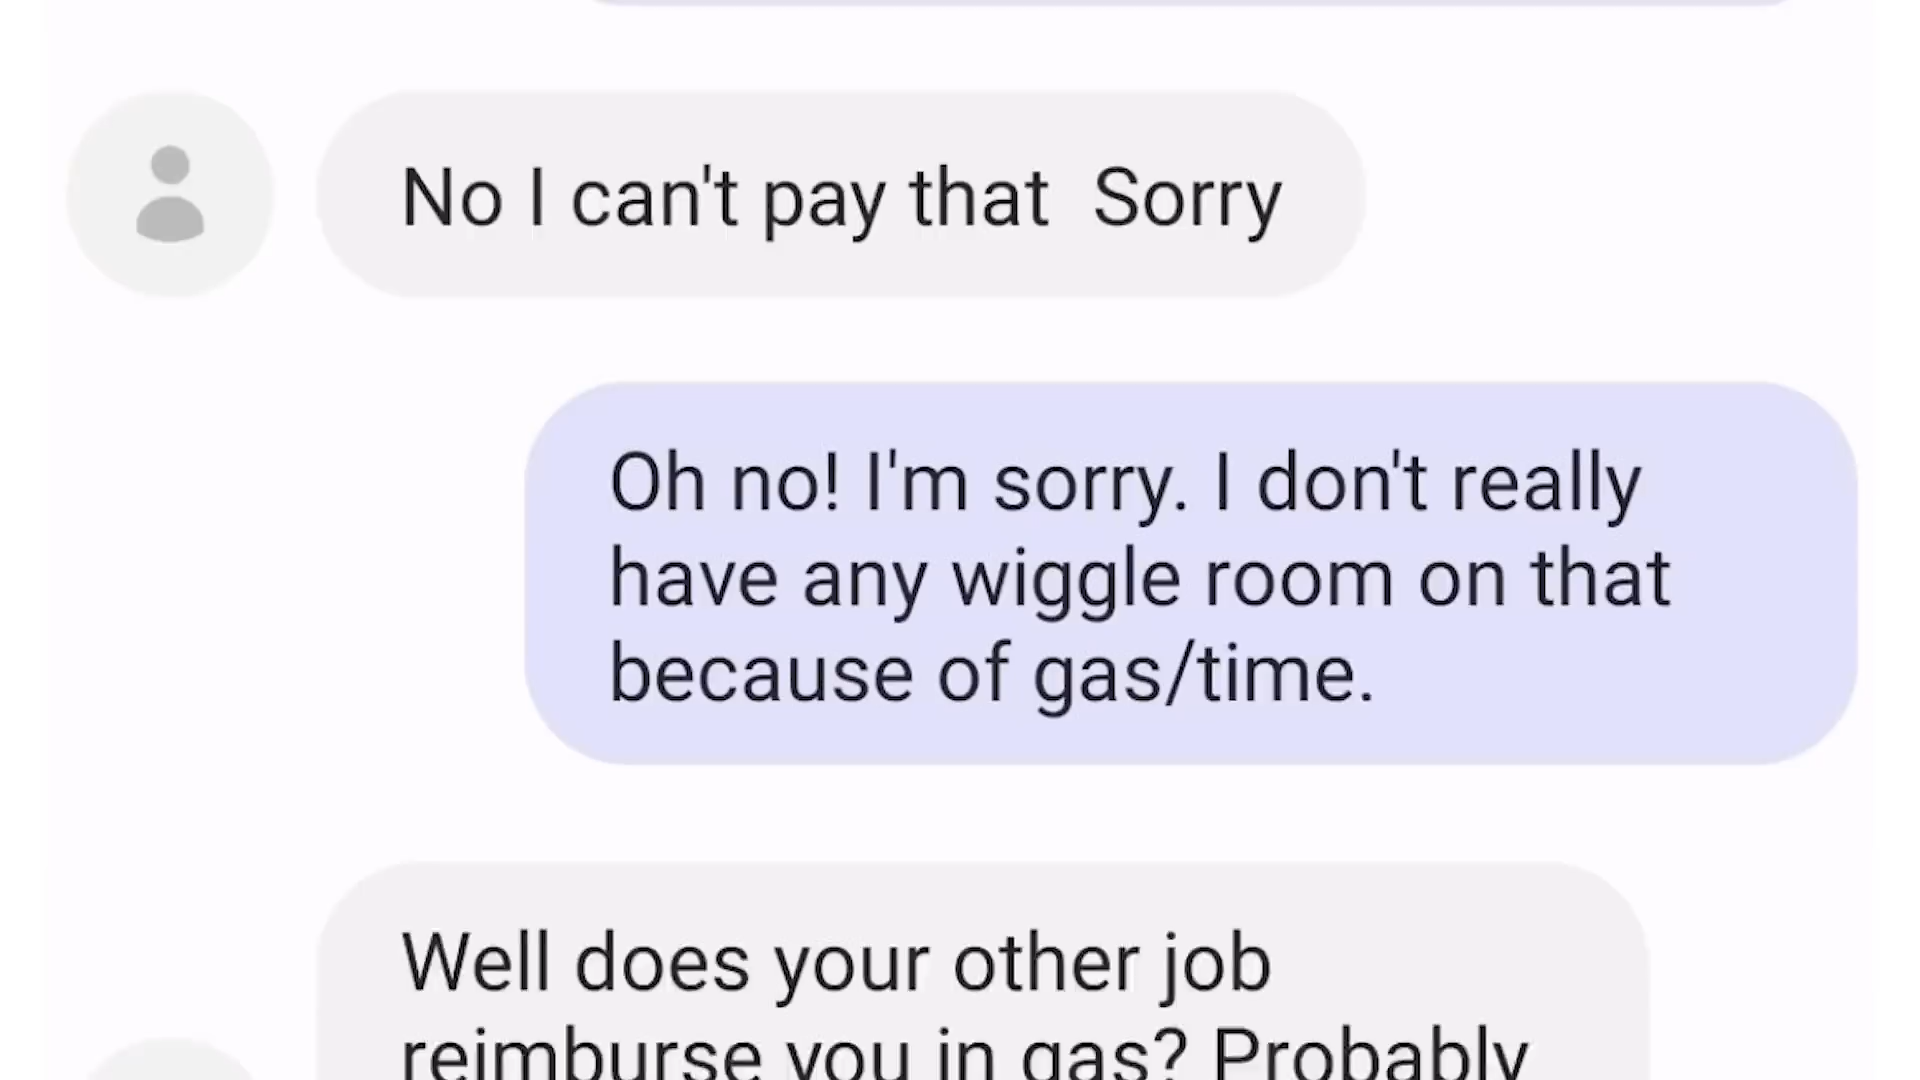 No I can't pay that  Sorry
Oh no! I'm sorry. I don't really
have any wiggle room on that
because of gas/time.
Well does your other job
reimburse you in gas? Probably